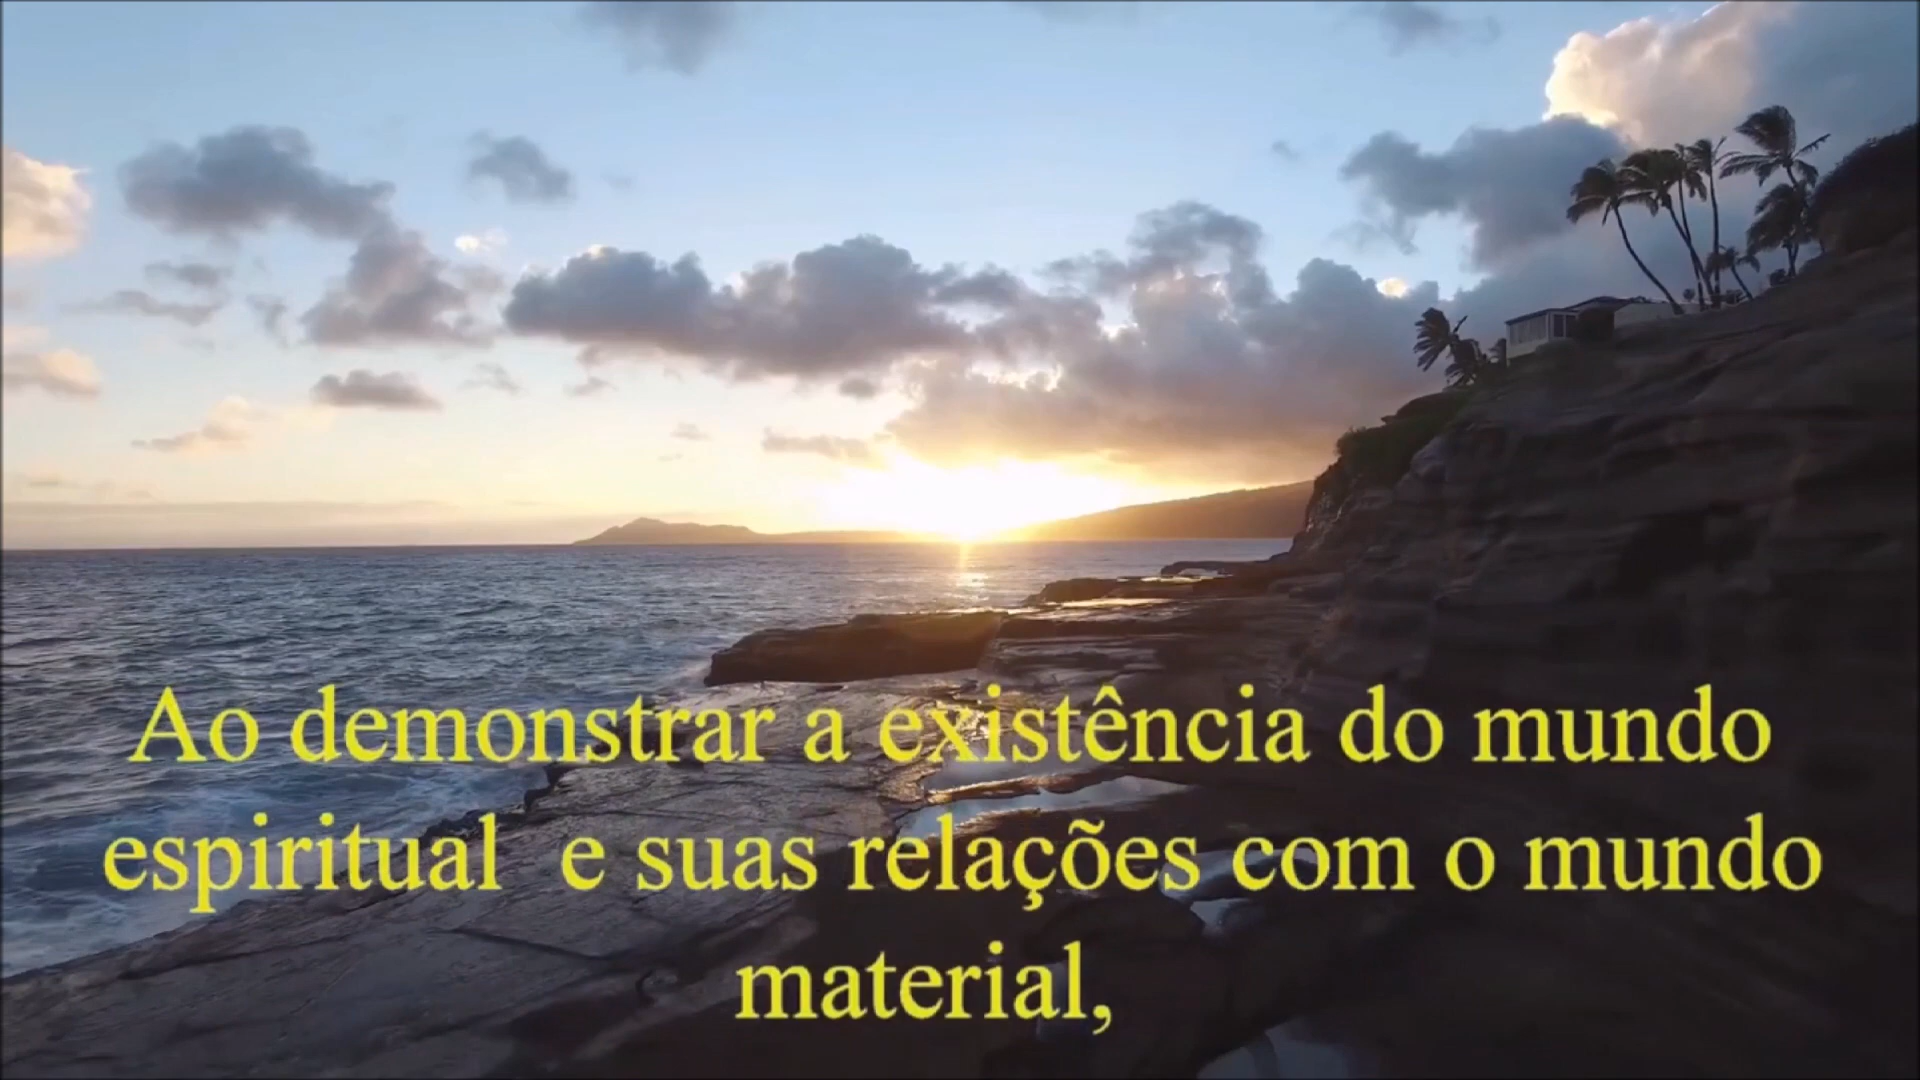 Ao demonstrar a existência do mundo
espiritual  e suas relações com o mundo
material,